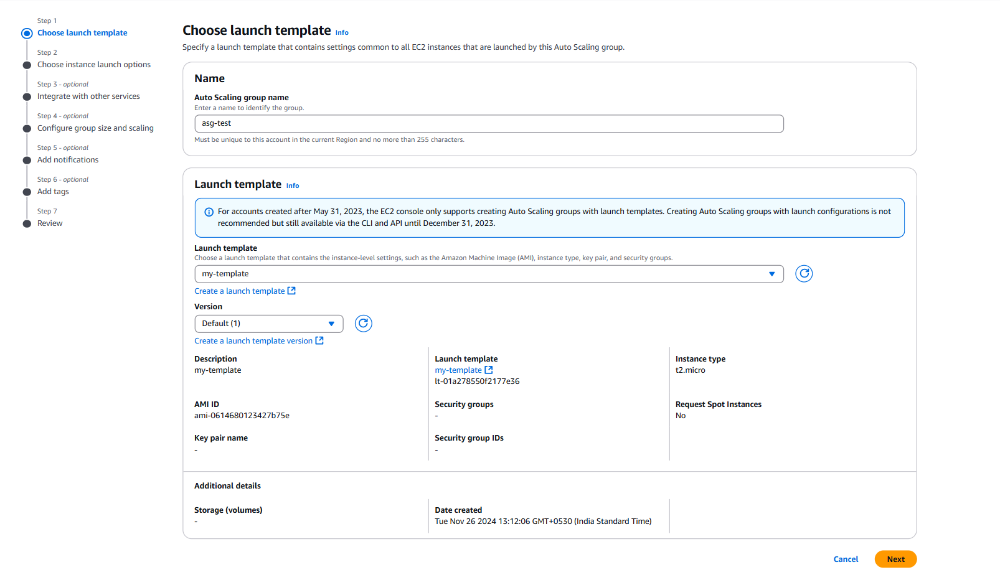 Step 1
Choose launch template
Step 2
Choose instance launch options
Step 3 - optional
Integrate with other services
Step 4 - optional
Configure group size and scaling
Step 5 - optional
Add notifications
Step 6 - optional
Add tags
Step 7
Review
Choose launch template Info
Specify a launch template that contains settings common to all EC2 instances that are launched by this Auto Scaling group.
Name
Auto Scaling group name
Enter a name to identify the group.
asg-test
Must be unique to this account in the current Region and no more than 255 characters.
Launch template Info
For accounts created after May 31, 2023, the EC2 console only supports creating Auto Scaling groups with launch templates. Creating Auto Scaling groups with launch configurations is not
recommended but still available via the CLI and API until December 31, 2023.
Launch template
Choose a launch template that contains the instance-level settings, such as the Amazon Machine Image (AMI), instance type, key pair, and security groups.
my-template
Create a launch template
Version
Default (1)
Create a launch template version
Description
my-template
Launch template
my-template
lt-01a278550f2177e36
Instance type
t2.micro
AMI ID
ami-0614680123427b75e
Security groups
-
Request Spot Instances
No
Key pair name
-
Security group IDs
-
Additional details
Storage (volumes)
-
Date created
Tue Nov 26 2024 13:12:06 GMT+0530 (India Standard Time)
Cancel
Next